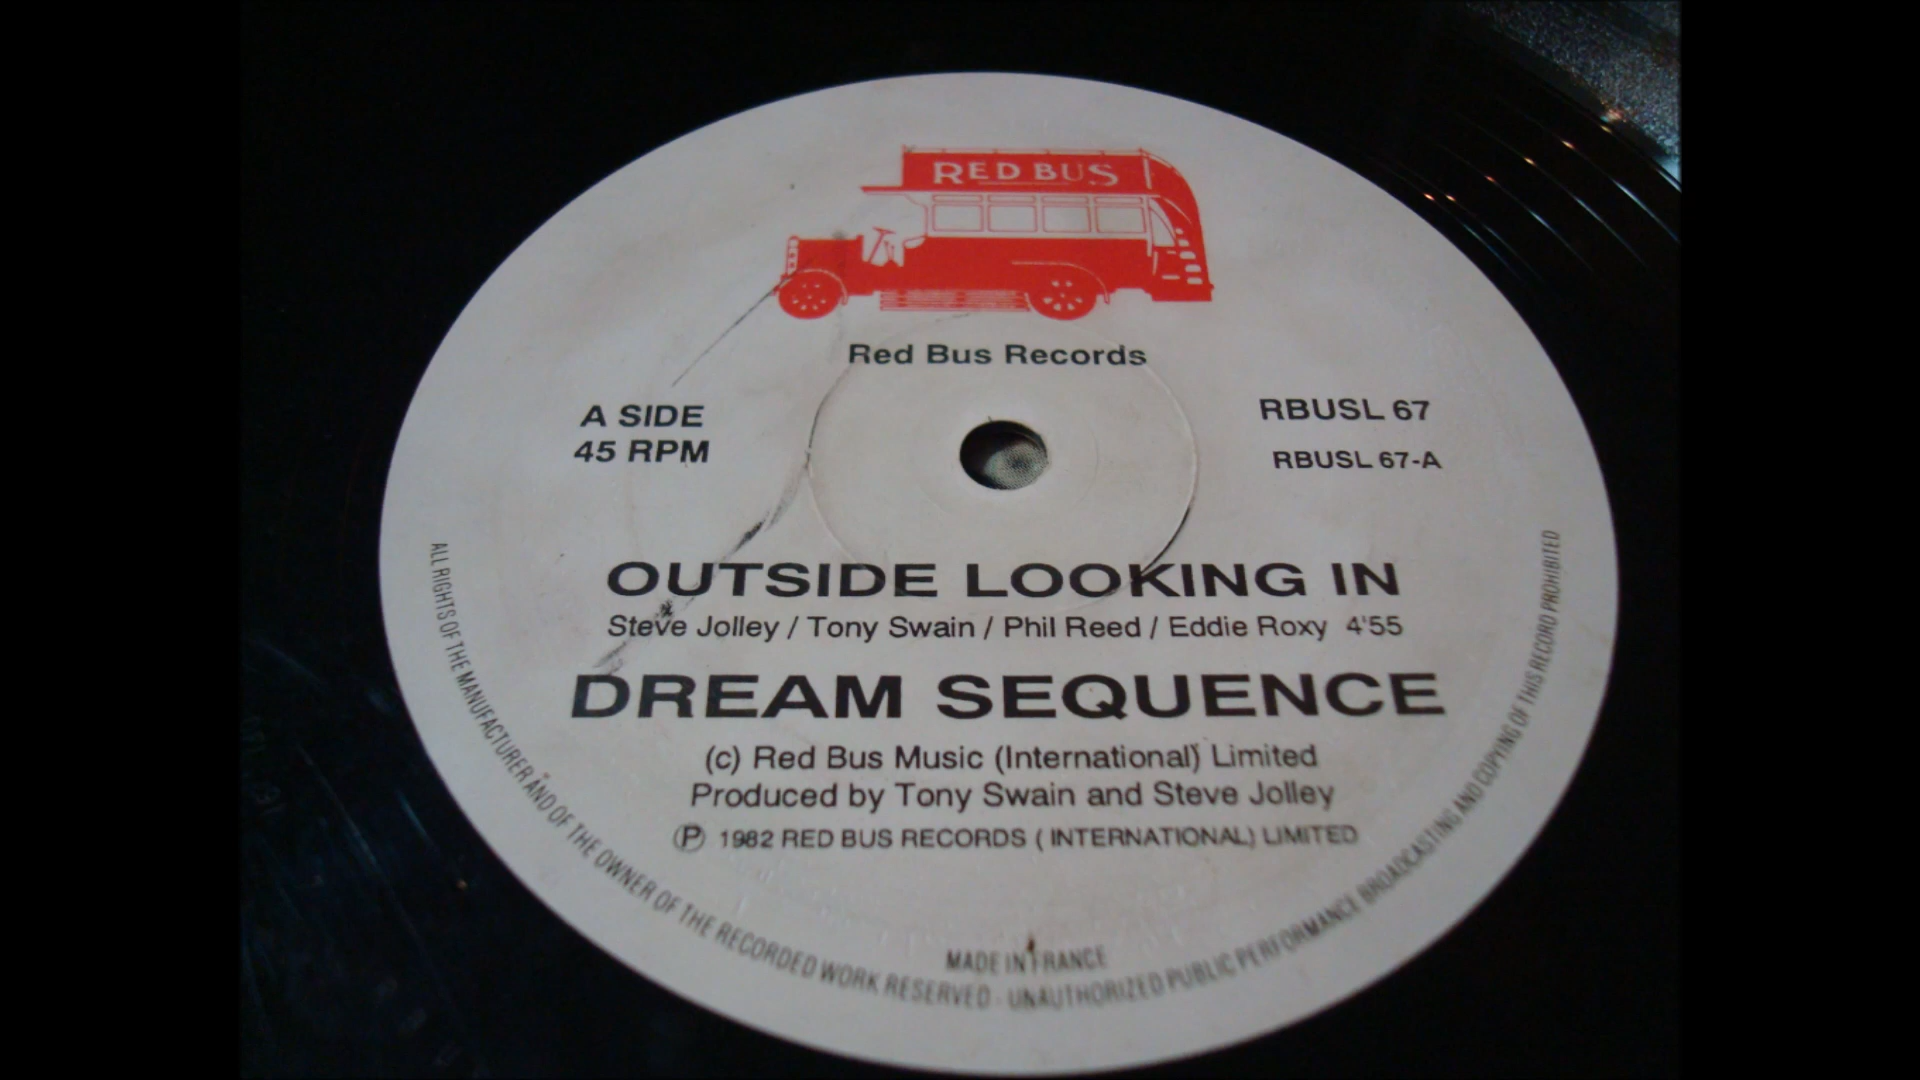 RED BUS
Red Bus Records
A SIDE
45 RPM
RBUSL 67
RBUSL 67-A
OUTSIDE LOOKING IN
Steve Jolley / Tony Swain / Phil Reed / Eddie Roxy 4'55
DREAM SEQUENCE
(c) Red Bus Music (International) Limited
Produced by Tony Swain and Steve Jolley
Ⓟ 1982 RED BUS RECORDS ( INTERNATIONAL) LIMITED
MADE IN FRANCE
ALL RIGHTS OF THE MANUFACTURER AND OF THE OWNER OF THE RECORDED WORK RESERVED - UNAUTHORIZED PUBLIC PERFORMANCE BROADCASTING AND COPYING OF THIS RECORD PROHIBITED